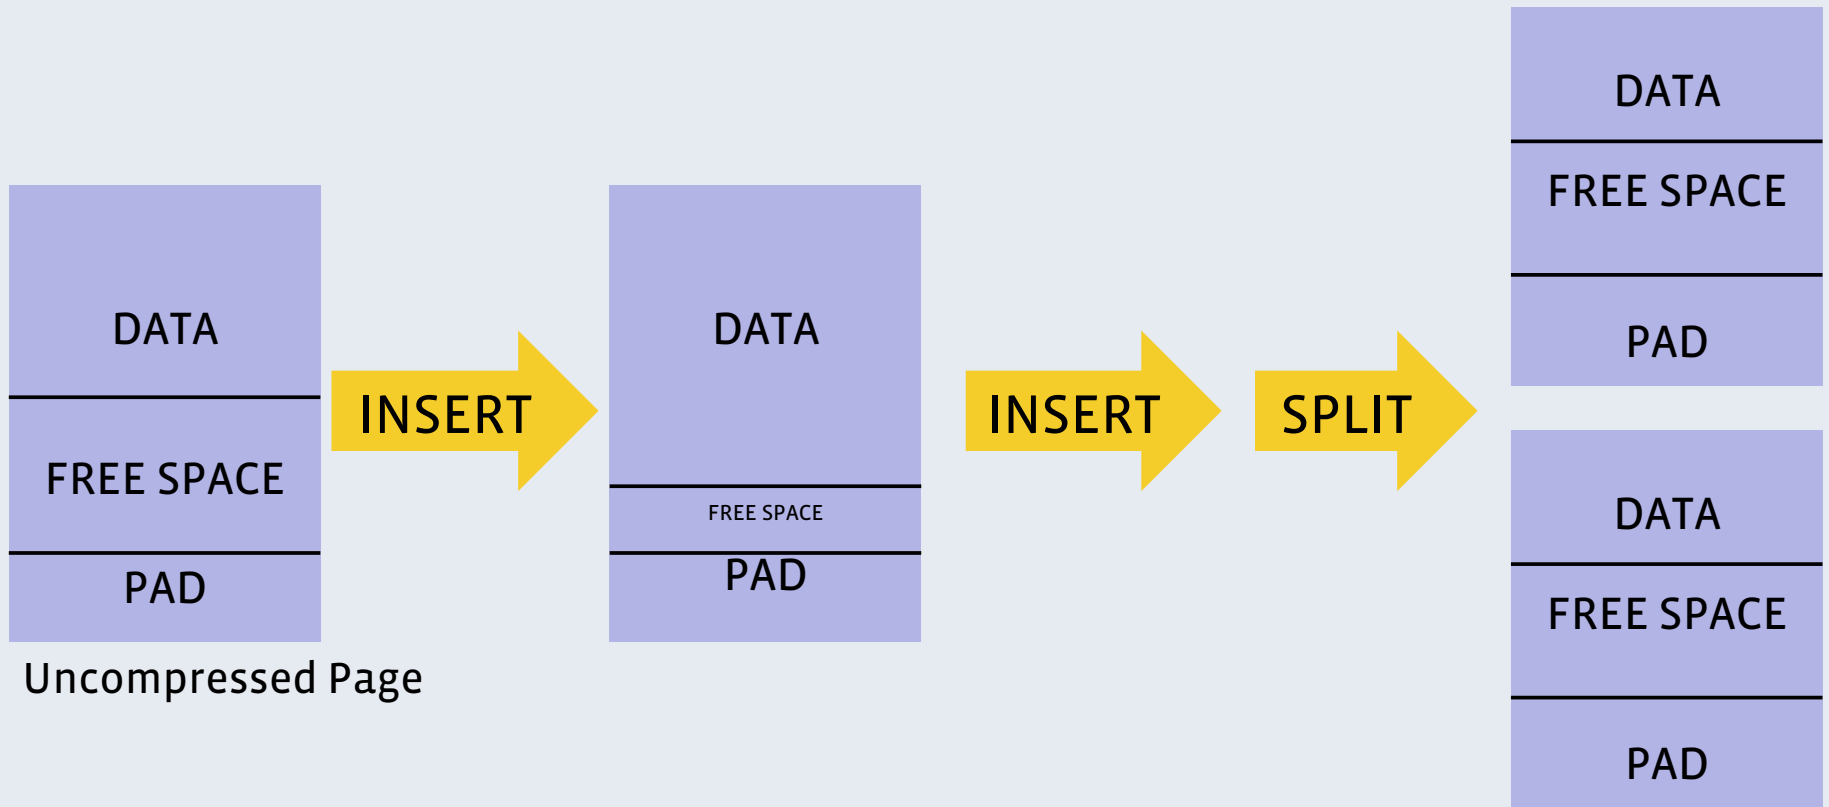 DATA
FREE SPACE
PAD
Uncompressed Page
INSERT
DATA
FREE SPACE
PAD
INSERT
SPLIT
DATA
FREE SPACE
PAD
DATA
FREE SPACE
PAD